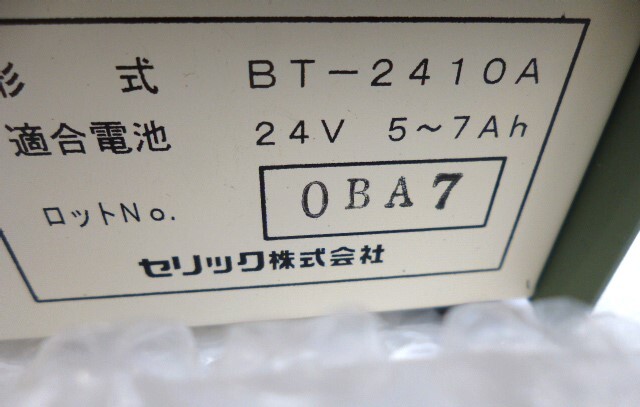 形 式 BT-2410A
適合電池 24V 5~7Ah
ロットNo. 0BA7
セリック株式会社